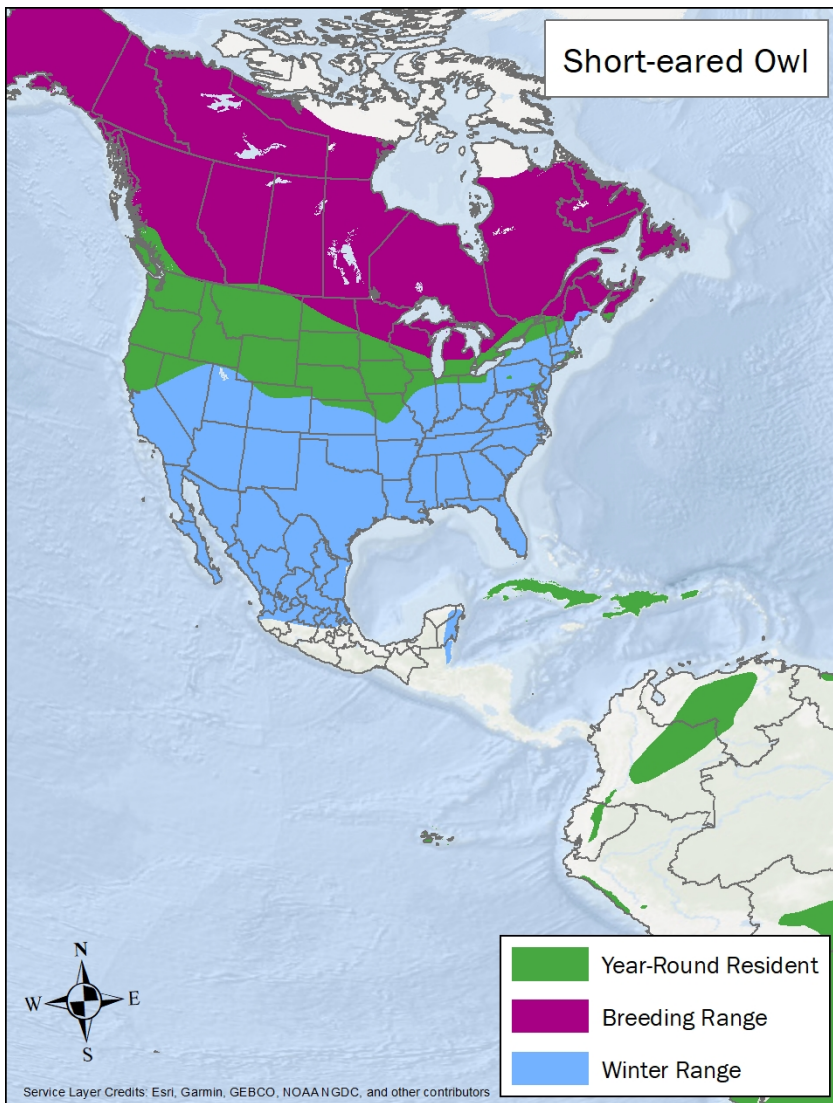 Short-eared Owl
N
W
E
S
Year-Round Resident
Breeding Range
Winter Range
Service Layer Credits: Esri, Garmin, GEBCO, NOAA NGDC, and other contributors